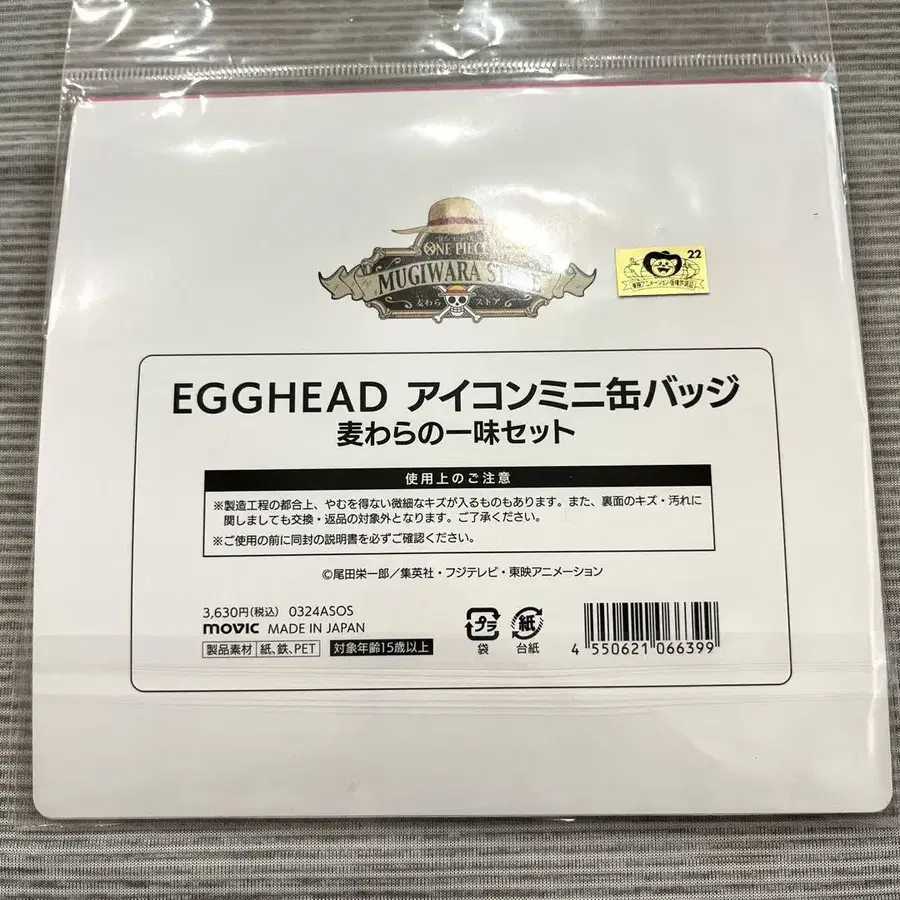 ONE PIECE
MUGIWARA
麦わら ストア
22
東映アニメーション
EGGHEAD アイコンミニ缶バッジ
麦わらの一味セット
使用上のご注意
※製造工程の都合上、やむを得ない微細なキズが入るものもあります。また、裏面のキズ・汚れに
関しましても交換・返品の対象外となります。ご了承ください。
※ご使用の前に同封の説明書を必ずご確認ください。
©尾田栄一郎／集英社・フジテレビ・東映アニメーション
3,630円(税込) 0324ASOS
movic MADE IN JAPAN
製品素材 紙、鉄、PET 対象年齢15歳以上
プラ
袋
紙
台紙
4 550621 066399